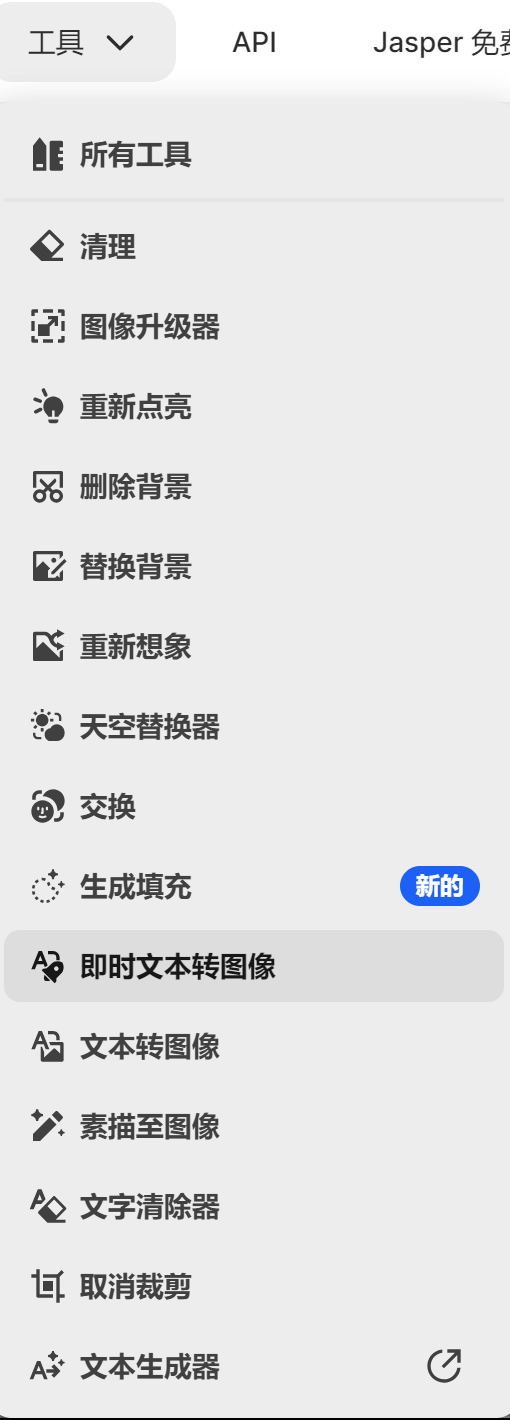 工具 API Jasper 免
所有工具
清理
图像升级器
重新点亮
删除背景
替换背景
重新想象
天空替换器
交换
生成填充 新的
即时文本转图像
文本转图像
素描至图像
文字清除器
取消裁剪
文本生成器